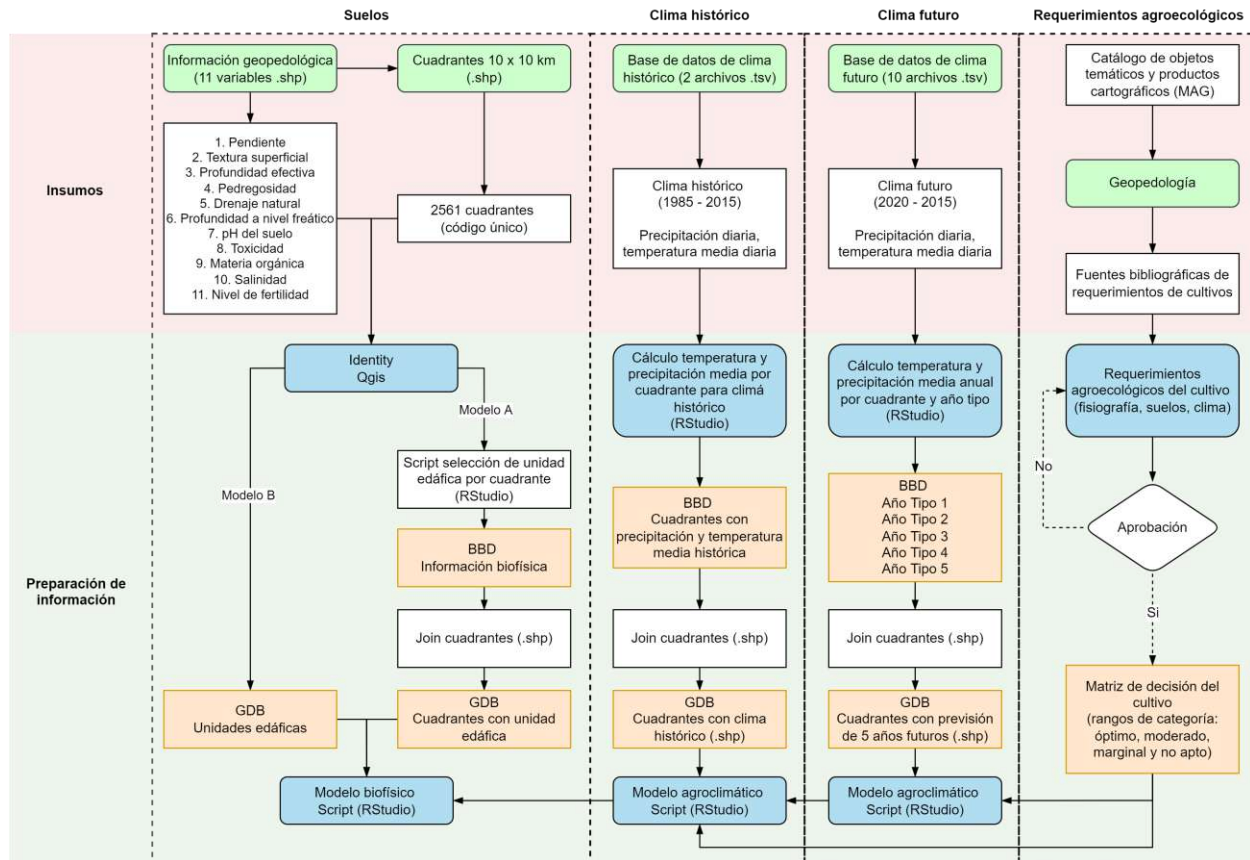 Suelos
Clima histórico
Clima futuro
Requerimientos agroecológicos
Insumos
Información geopedológica
(11 variables .shp)
Cuadrantes 10 x 10 km
(.shp)
1. Pendiente
2. Textura superficial
3. Profundidad efectiva
4. Pedregosidad
5. Drenaje natural
6. Profundidad a nivel freático
7. pH del suelo
8. Toxicidad
9. Materia orgánica
10. Salinidad
11. Nivel de fertilidad
2561 cuadrantes
(código único)
Base de datos de clima
histórico (2 archivos .tsv)
Clima histórico
(1985 - 2015)
Precipitación diaria,
temperatura media diaria
Base de datos de clima
futuro (10 archivos .tsv)
Clima futuro
(2020 - 2015)
Precipitación diaria,
temperatura media diaria
Catálogo de objetos
temáticos y productos
cartográficos (MAG)
Geopedología
Fuentes bibliográficas de
requerimientos de cultivos
Preparación de
información
Identity
Qgis
Modelo A
Modelo B
Script selección de unidad
edáfica por cuadrante
(RStudio)
BBD
Información biofísica
Join cuadrantes (.shp)
GDB
Unidades edáficas
GDB
Cuadrantes con unidad
edáfica
Modelo biofísico
Script (RStudio)
Cálculo temperatura y
precipitación media por
cuadrante para climá
histórico
(RStudio)
BBD
Cuadrantes con
precipitación y temperatura
media histórica
Join cuadrantes (.shp)
GDB
Cuadrantes con clima
histórico (.shp)
Modelo agroclimático
Script (RStudio)
Cálculo temperatura y
precipitación media anual
por cuadrante y año tipo
(RStudio)
BBD
Año Tipo 1
Año Tipo 2
Año Tipo 3
Año Tipo 4
Año Tipo 5
Join cuadrantes (.shp)
GDB
Cuadrantes con previsión
de 5 años futuros (.shp)
Modelo agroclimático
Script (RStudio)
Requerimientos
agroecológicos del cultivo
(fisiografía, suelos, clima)
No
Aprobación
Si
Matriz de decisión del
cultivo
(rangos de categoría:
óptimo, moderado,
marginal y no apto)